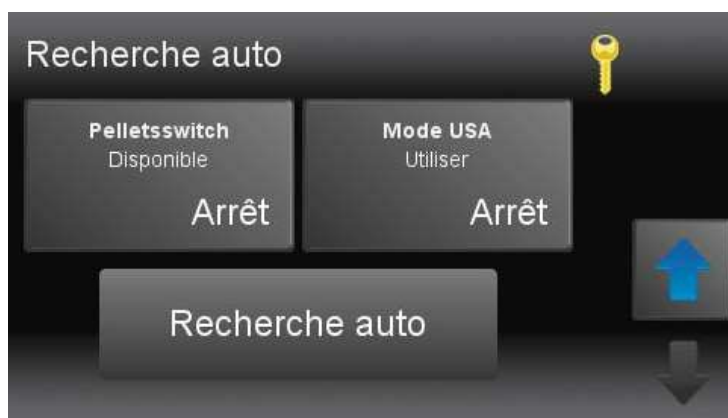 Recherche auto
Pelletsswitch
Disponible
Arrêt
Mode USA
Utiliser
Arrêt
Recherche auto